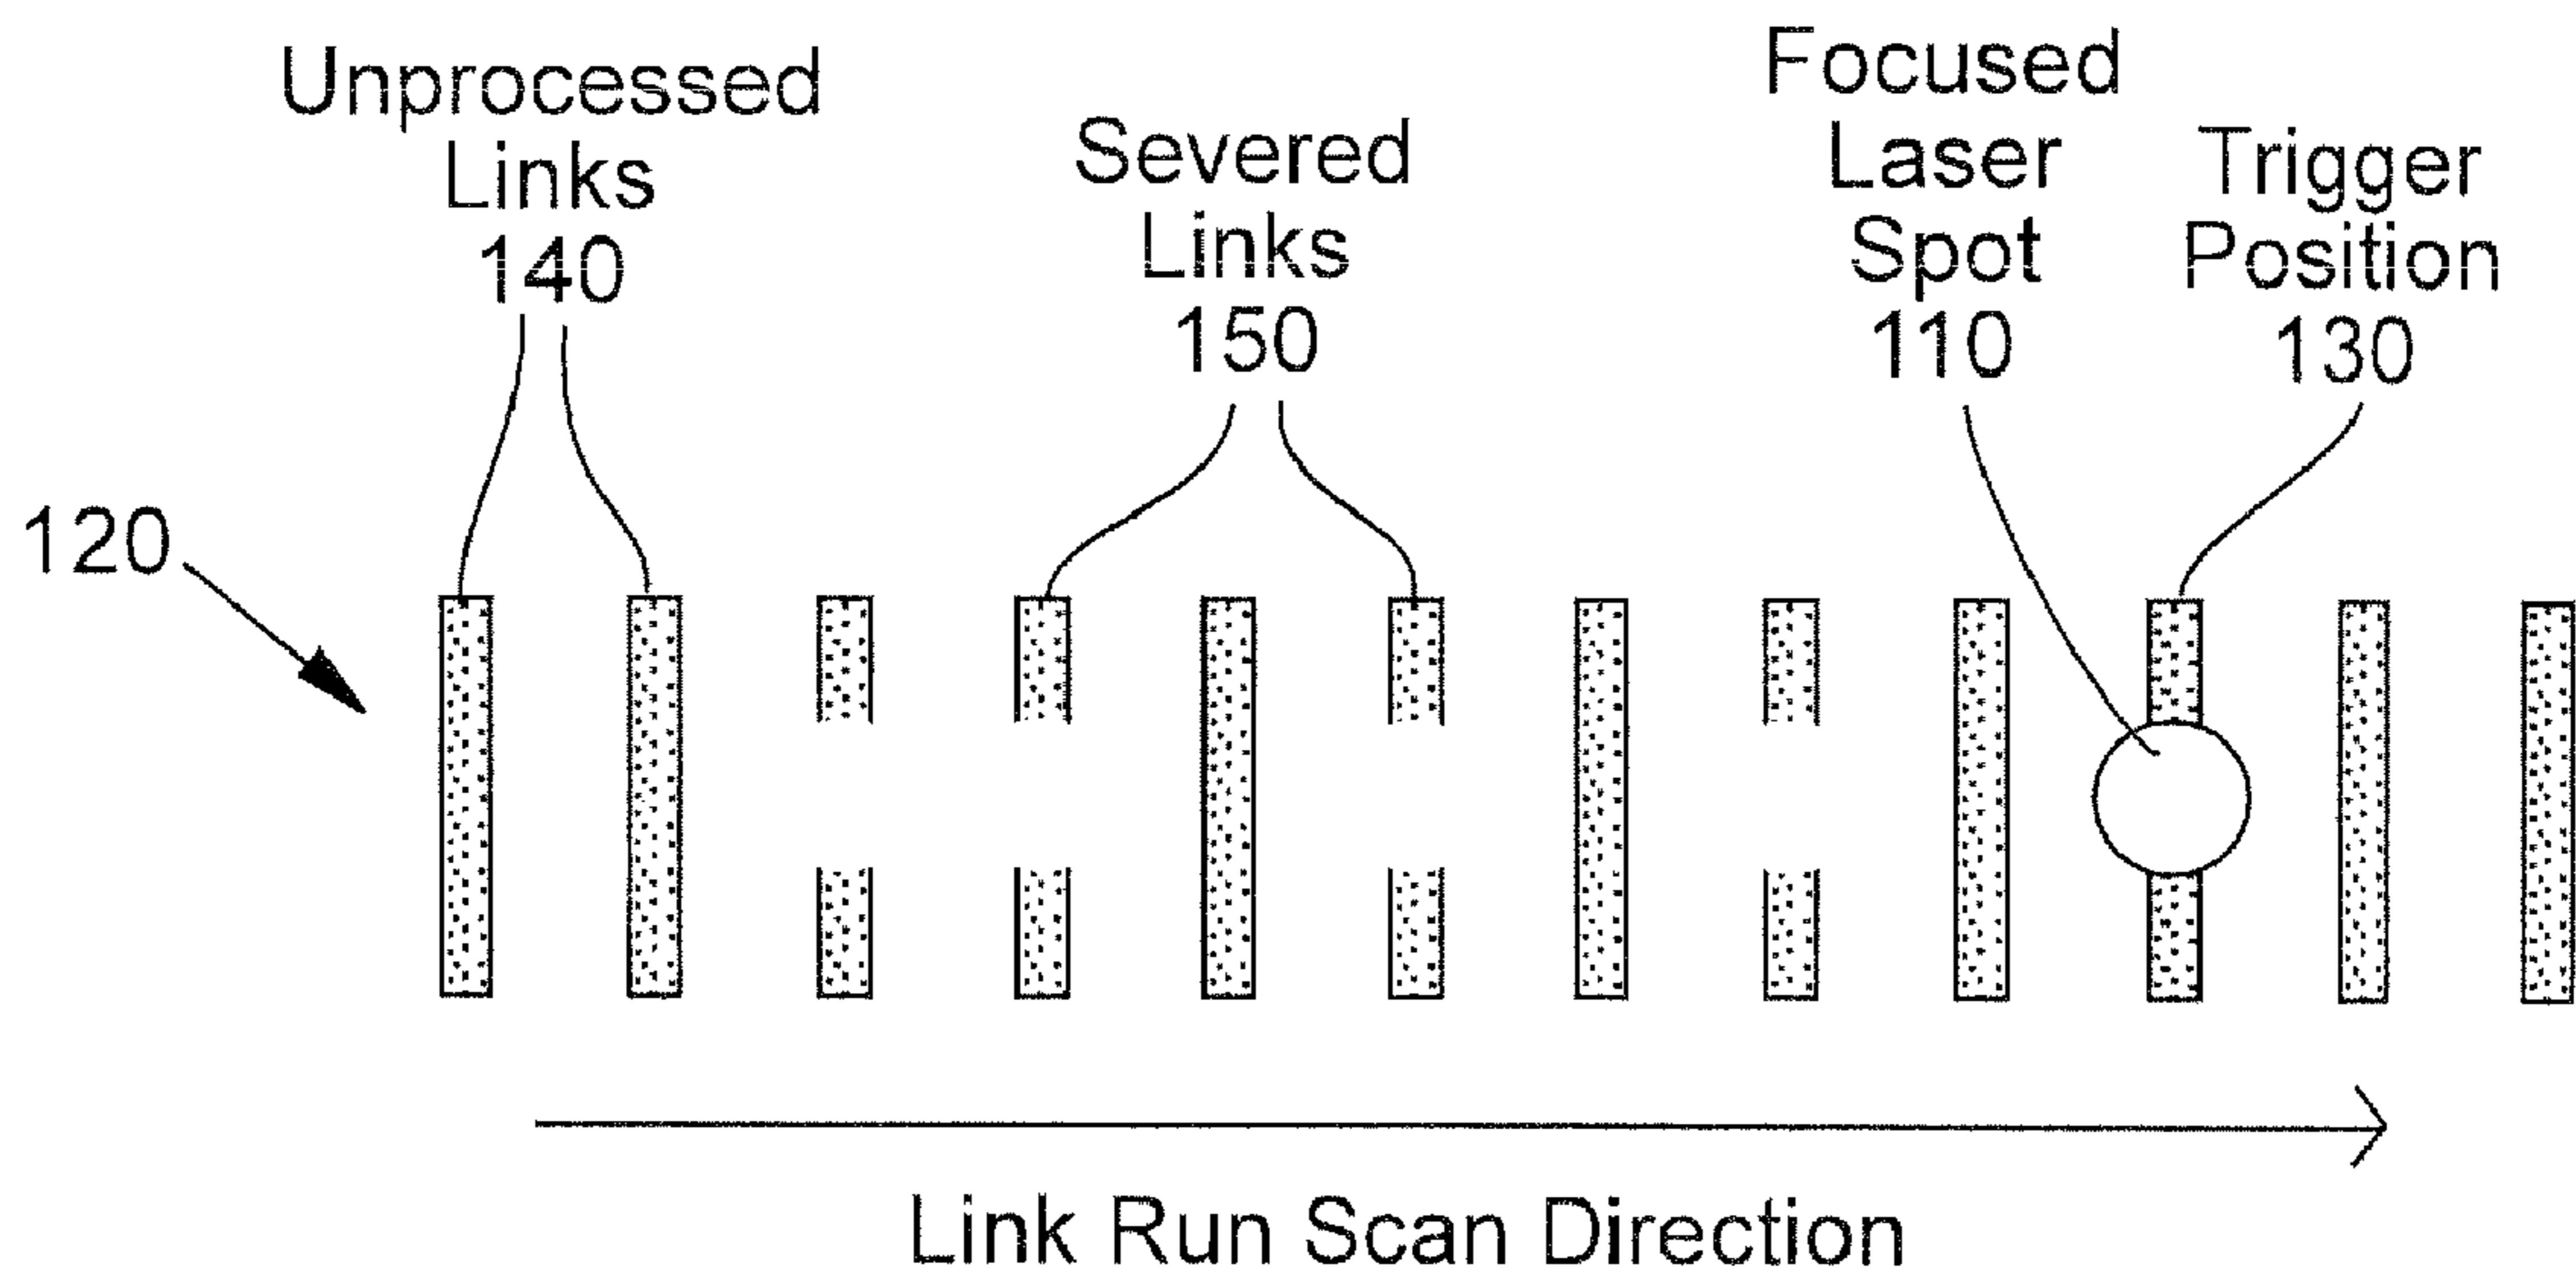 Unprocessed
Links
140
Severed
Links
150
Focused
Laser
Spot
110
Trigger
Position
130
120
Link Run Scan Direction